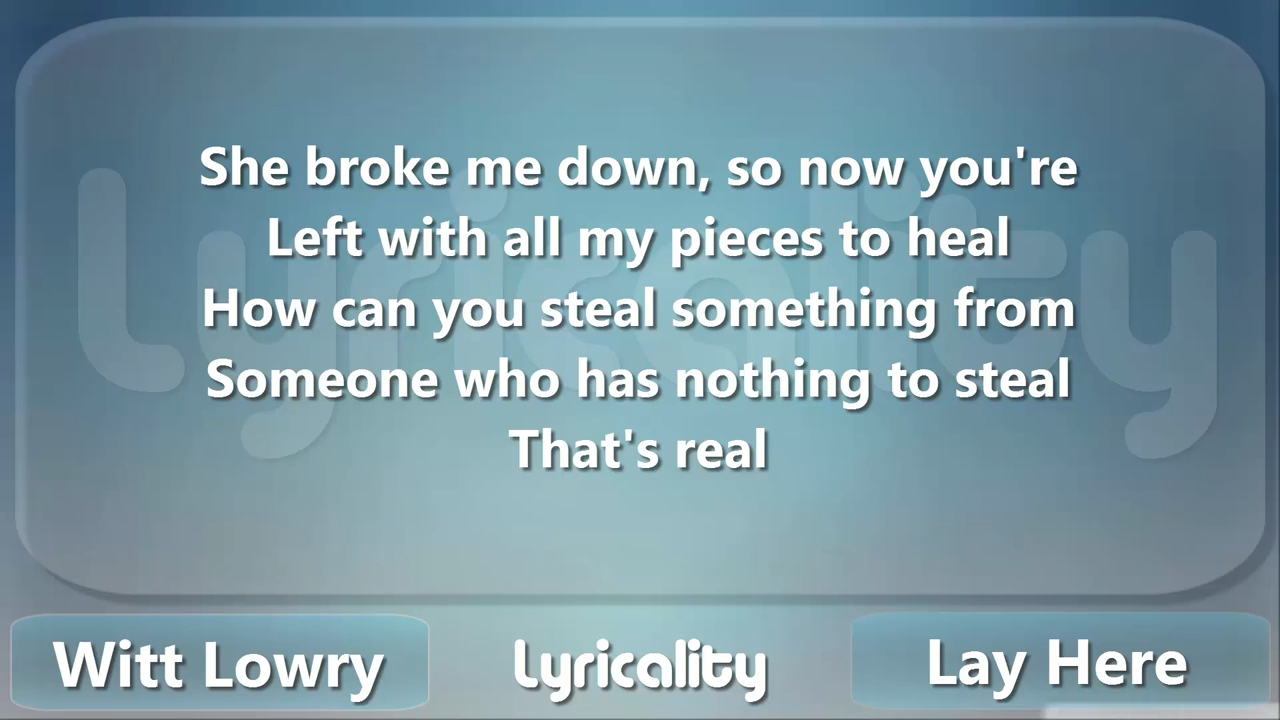 She broke me down, so now you're
Left with all my pieces to heal
How can you steal something from
Someone who has nothing to steal
That's real
Lyricality
Witt Lowry
Lyricality
Lay Here